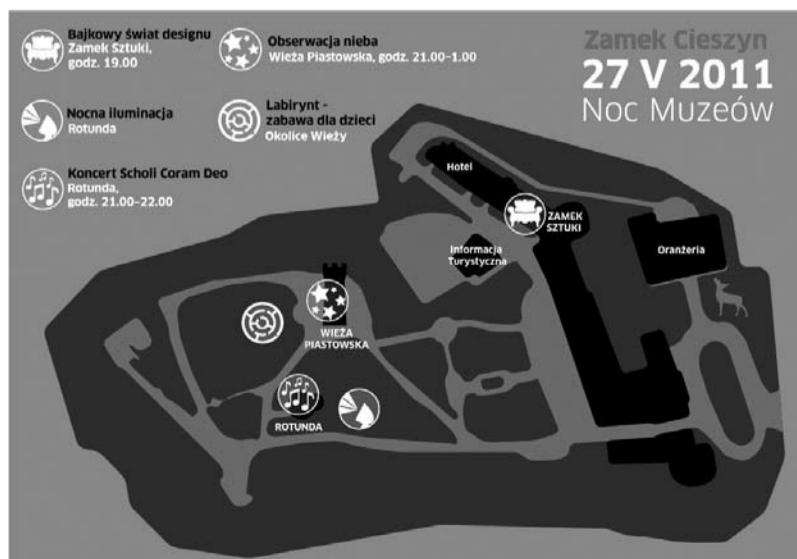 Bajkowy świat designu
Zamek Sztuki,
godz. 19.00
Obserwacja nieba
Wieża Piastowska, godz. 21.00-1.00
Nocna iluminacja
Rotunda
Labirynt -
zabawa dla dzieci
Okolice Wieży
Koncert Scholi Coram Deo
Rotunda,
godz. 21.00-22.00
Zamek Cieszyn
27 V 2011
Noc Muzeów
Hotel
ZAMEK
SZTUKI
Informacja
Turystyczna
Oranżeria
WIEŻA
PIASTOWSKA
ROTUNDA